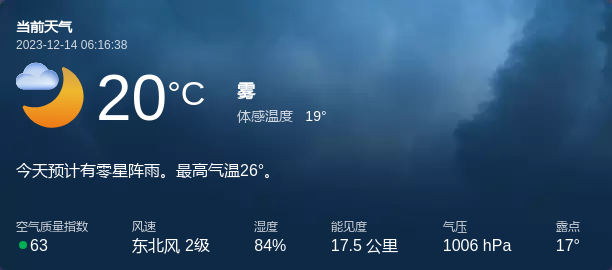 当前天气
2023-12-14 06:16:38
20°C
雾
体感温度 19°
今天预计有零星阵雨。最高气温26°。
空气质量指数 风速 湿度 能见度 气压 露点
63 东北风 2级 84% 17.5 公里 1006 hPa 17°